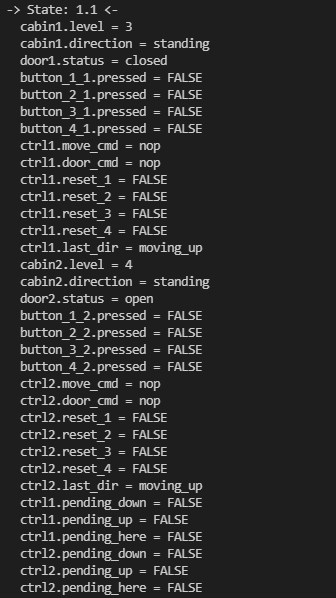 -> State: 1.1 <-
cabin1.level = 3
cabin1.direction = standing
door1.status = closed
button_1_1.pressed = FALSE
button_2_1.pressed = FALSE
button_3_1.pressed = FALSE
button_4_1.pressed = FALSE
ctrl1.move_cmd = nop
ctrl1.door_cmd = nop
ctrl1.reset_1 = FALSE
ctrl1.reset_2 = FALSE
ctrl1.reset_3 = FALSE
ctrl1.reset_4 = FALSE
ctrl1.last_dir = moving_up
cabin2.level = 4
cabin2.direction = standing
door2.status = open
button_1_2.pressed = FALSE
button_2_2.pressed = FALSE
button_3_2.pressed = FALSE
button_4_2.pressed = FALSE
ctrl2.move_cmd = nop
ctrl2.door_cmd = nop
ctrl2.reset_1 = FALSE
ctrl2.reset_2 = FALSE
ctrl2.reset_3 = FALSE
ctrl2.reset_4 = FALSE
ctrl2.last_dir = moving_up
ctrl1.pending_down = FALSE
ctrl1.pending_up = FALSE
ctrl1.pending_here = FALSE
ctrl2.pending_down = FALSE
ctrl2.pending_up = FALSE
ctrl2.pending_here = FALSE